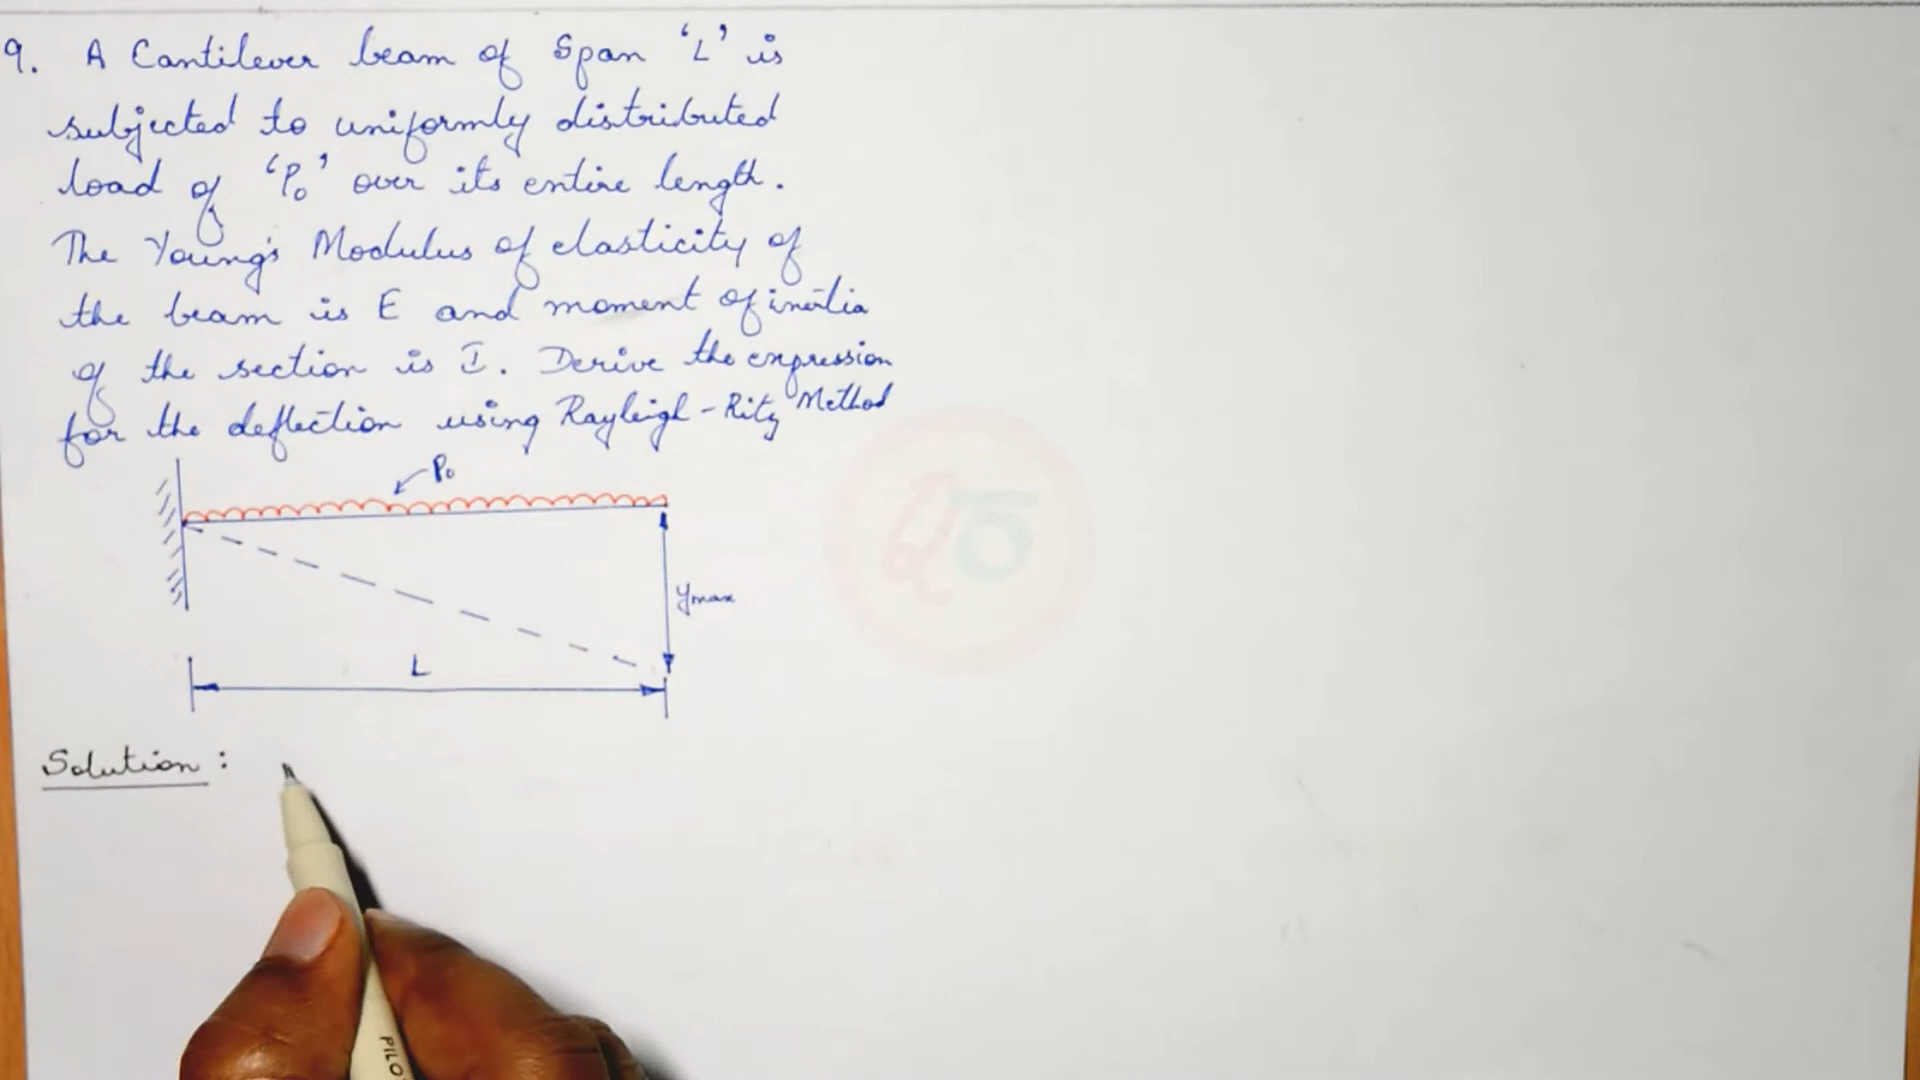 9. A Cantilever beam of Span 'L' is
subjected to uniformly distributed
load of 'P₀' over its entire length.
The Young's Modulus of elasticity of
the beam is E and moment of inertia
of the section is I. Derive the expression
for the deflection using Rayleigh-Ritz Method
P₀
ymax
L
Solution :
PILO